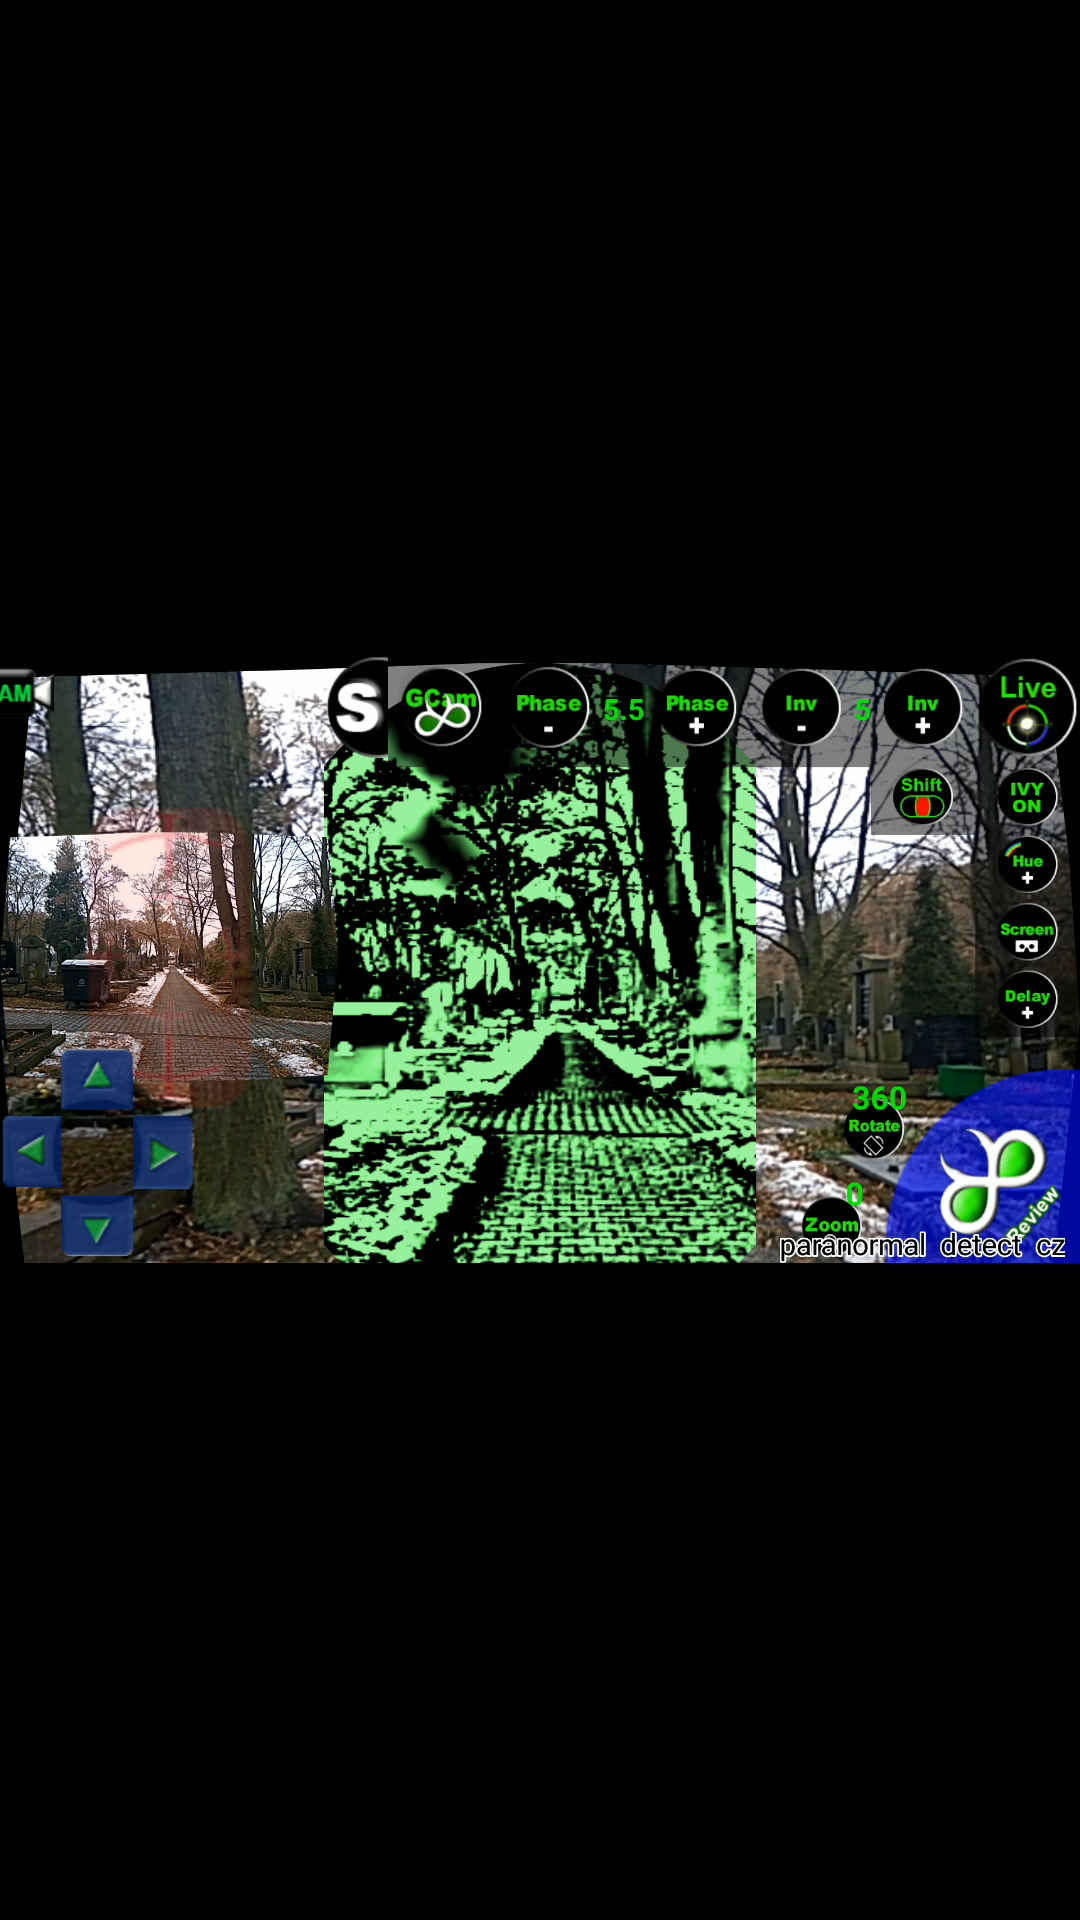 AM
S
GCam
Phase
-
5.5
Phase
+
Inv
-
5
Inv
+
Live
Shift
IVY
ON
Hue
+
Screen
Delay
+
360
Rotate
0
Zoom
Review
paranormal detect cz